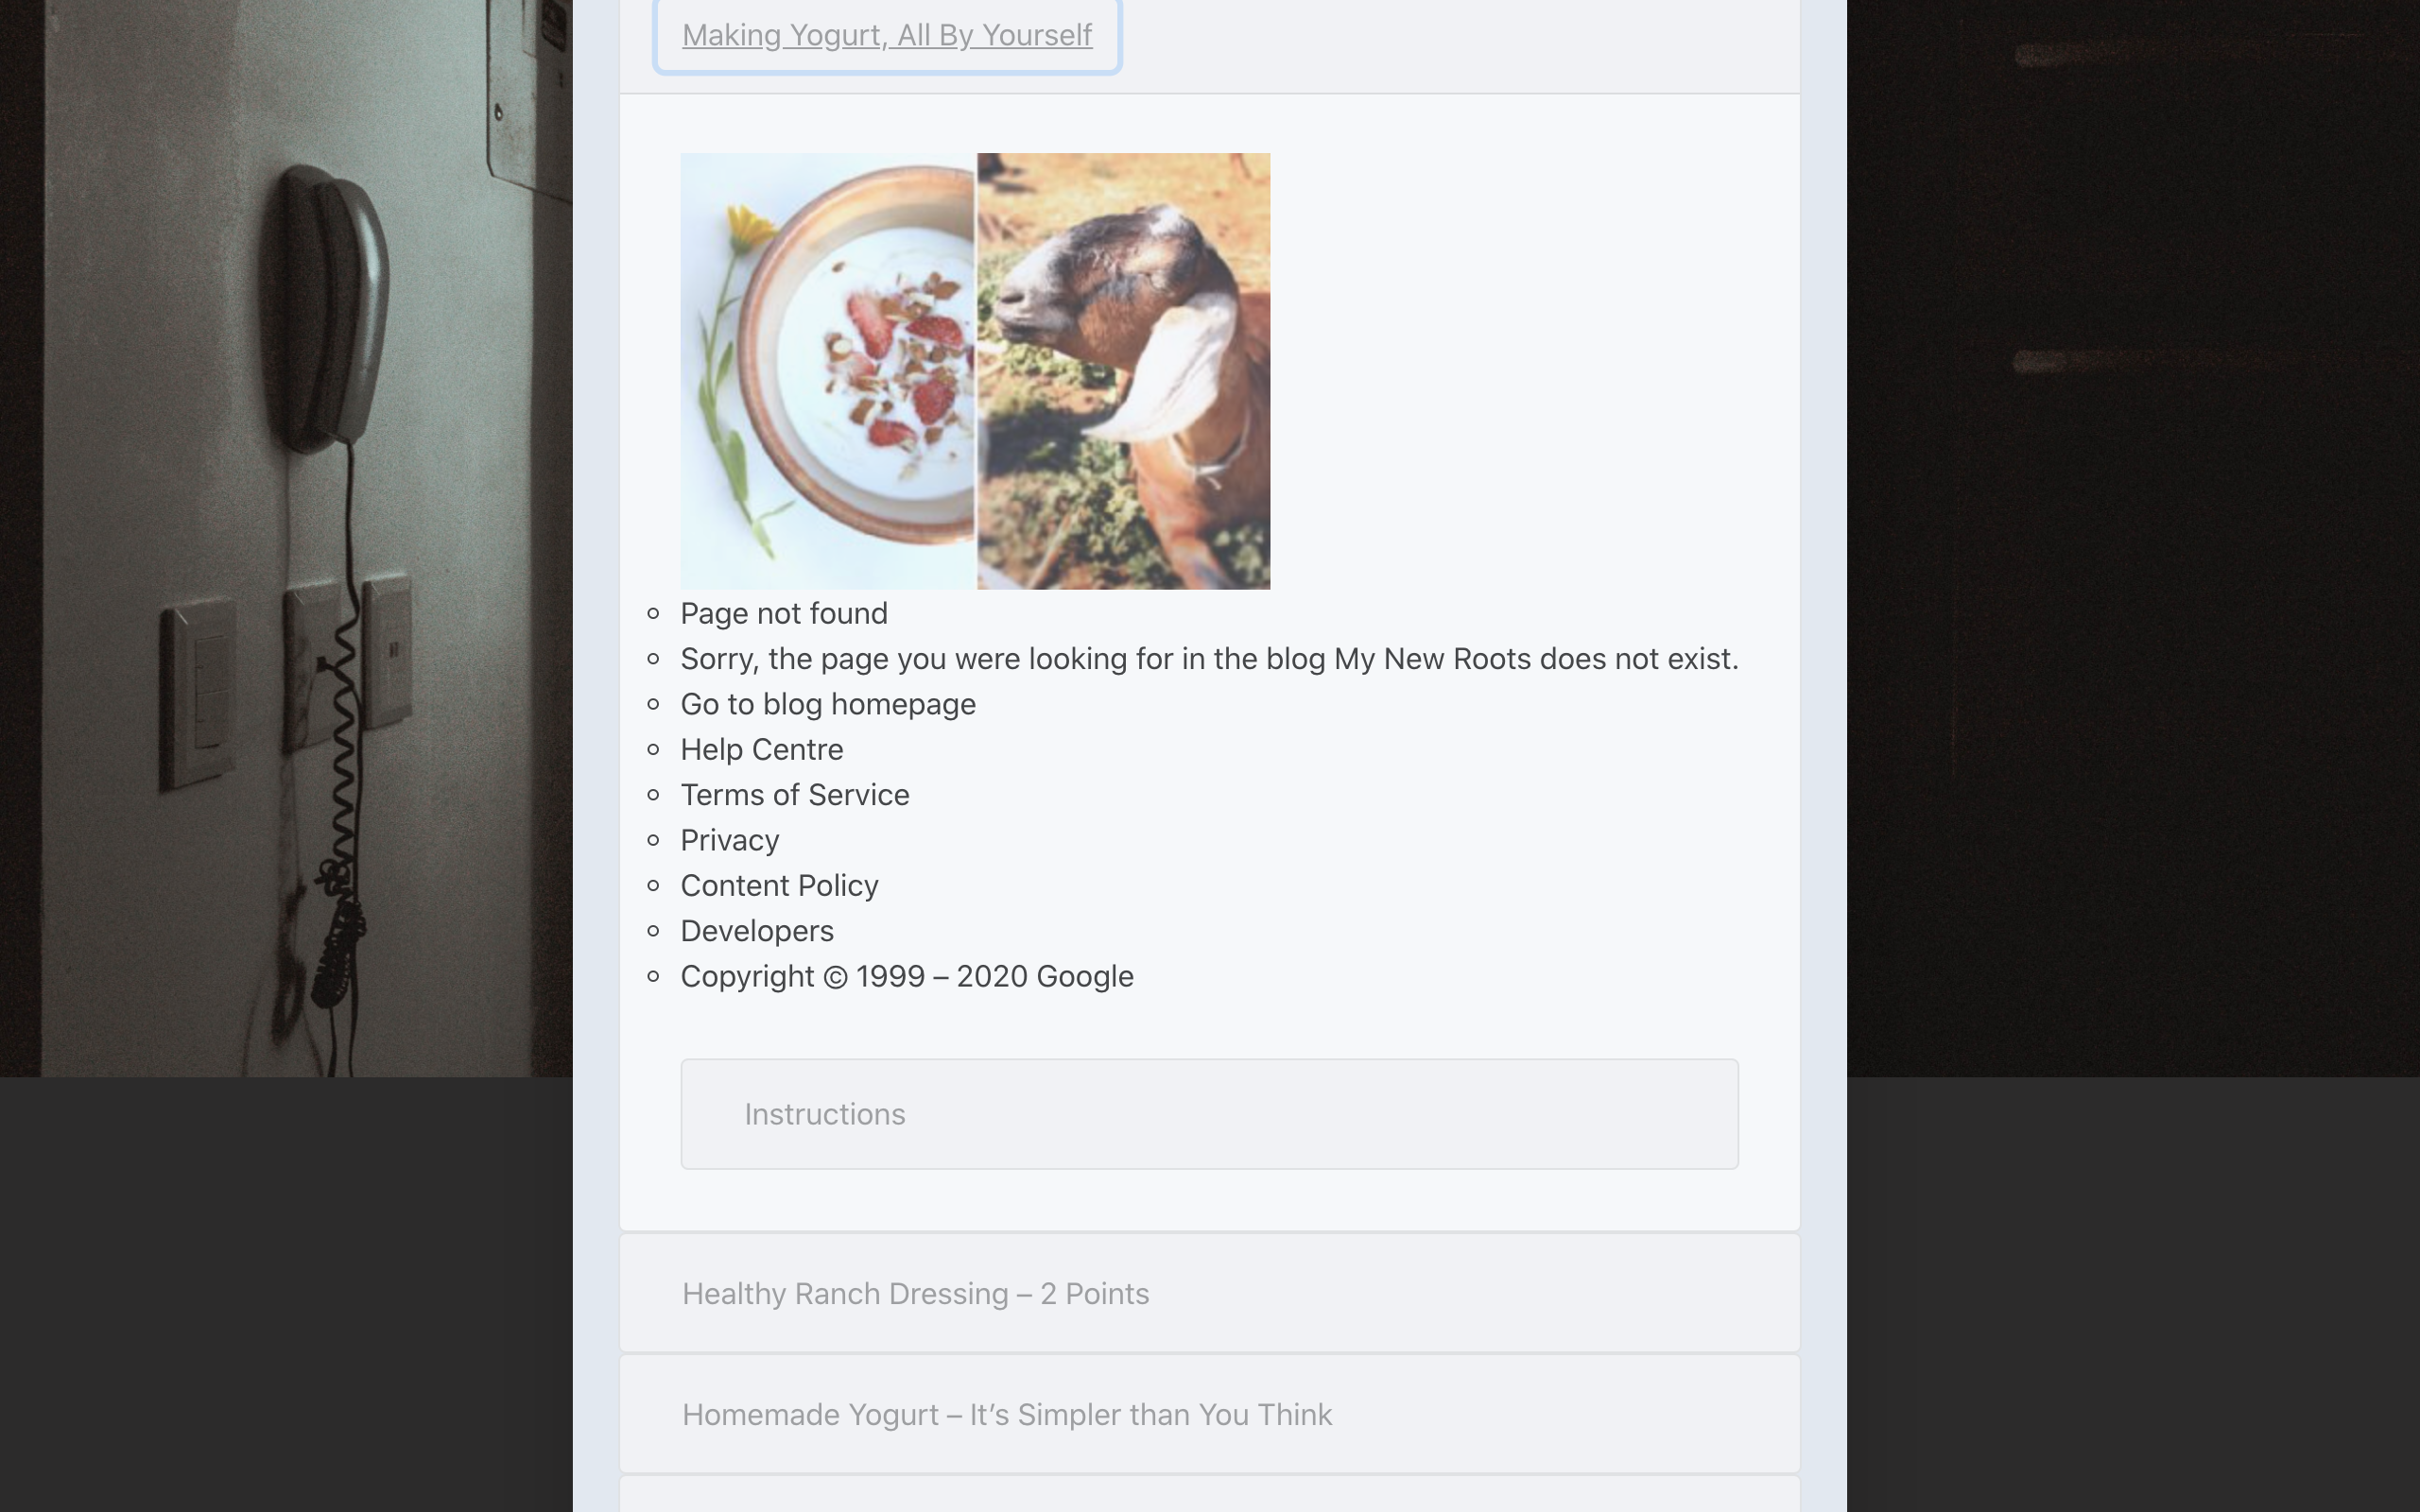 Making Yogurt, All By Yourself
Page not found
Sorry, the page you were looking for in the blog My New Roots does not exist.
Go to blog homepage
Help Centre
Terms of Service
Privacy
Content Policy
Developers
Copyright © 1999 – 2020 Google
Instructions
Healthy Ranch Dressing – 2 Points
Homemade Yogurt – It’s Simpler than You Think